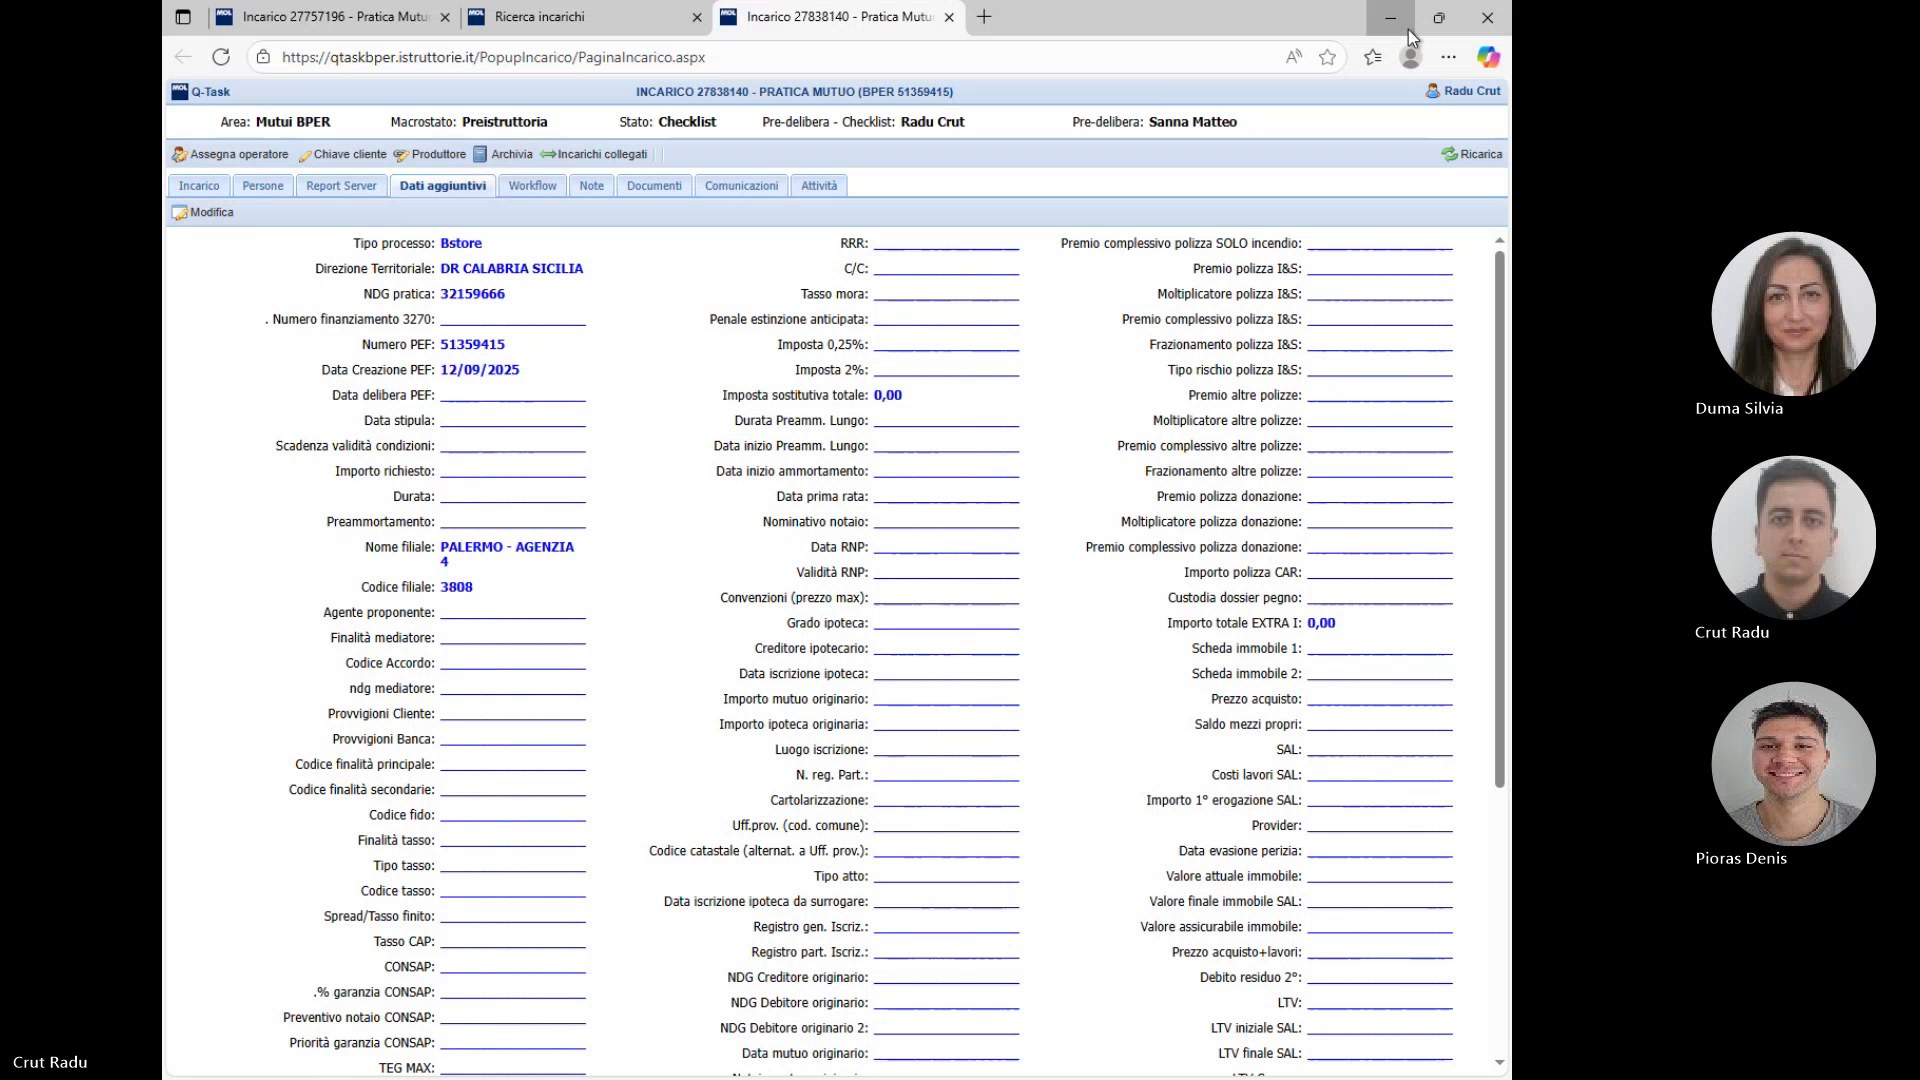 Incarico 27757196 - Pratica Mutu
Ricerca incarichi
Incarico 27838140 - Pratica Mutu
https://qtaskbper.istruttorie.it/PopupIncarico/PaginaIncarico.aspx
MOL Q-Task
INCARICO 27838140 - PRATICA MUTUO (BPER 51359415)
Radu Crut
Area: Mutui BPER
Macrostato: Preistruttoria
Stato: Checklist
Pre-delibera - Checklist: Radu Crut
Pre-delibera: Sanna Matteo
Assegna operatore
Chiave cliente
Produttore
Archivia
Incarichi collegati
Ricarica
Incarico
Persone
Report Server
Dati aggiuntivi
Workflow
Note
Documenti
Comunicazioni
Attività
Modifica
Tipo processo: Bstore
Direzione Territoriale: DR CALABRIA SICILIA
NDG pratica: 32159666
. Numero finanziamento 3270:
Numero PEF: 51359415
Data Creazione PEF: 12/09/2025
Data delibera PEF:
Data stipula:
Scadenza validità condizioni:
Importo richiesto:
Durata:
Preammortamento:
Nome filiale: PALERMO - AGENZIA
4
Codice filiale: 3808
Agente proponente:
Finalità mediatore:
Codice Accordo:
ndg mediatore:
Provvigioni Cliente:
Provvigioni Banca:
Codice finalità principale:
Codice finalità secondarie:
Codice fido:
Finalità tasso:
Tipo tasso:
Codice tasso:
Spread/Tasso finito:
Tasso CAP:
CONSAP:
.% garanzia CONSAP:
Preventivo notaio CONSAP:
Priorità garanzia CONSAP:
TEG MAX:
RRR:
C/C:
Tasso mora:
Penale estinzione anticipata:
Imposta 0,25%:
Imposta 2%:
Imposta sostitutiva totale: 0,00
Durata Preamm. Lungo:
Data inizio Preamm. Lungo:
Data inizio ammortamento:
Data prima rata:
Nominativo notaio:
Data RNP:
Validità RNP:
Convenzioni (prezzo max):
Grado ipoteca:
Creditore ipotecario:
Data iscrizione ipoteca:
Importo mutuo originario:
Importo ipoteca originaria:
Luogo iscrizione:
N. reg. Part.:
Cartolarizzazione:
Uff.prov. (cod. comune):
Codice catastale (alternat. a Uff. prov.):
Tipo atto:
Data iscrizione ipoteca da surrogare:
Registro gen. Iscriz.:
Registro part. Iscriz.:
NDG Creditore originario:
NDG Debitore originario:
NDG Debitore originario 2:
Data mutuo originario:
Premio complessivo polizza SOLO incendio:
Premio polizza I&S:
Moltiplicatore polizza I&S:
Premio complessivo polizza I&S:
Frazionamento polizza I&S:
Tipo rischio polizza I&S:
Premio altre polizze:
Moltiplicatore altre polizze:
Premio complessivo altre polizze:
Frazionamento altre polizze:
Premio polizza donazione:
Moltiplicatore polizza donazione:
Premio complessivo polizza donazione:
Importo polizza CAR:
Custodia dossier pegno:
Importo totale EXTRA I: 0,00
Scheda immobile 1:
Scheda immobile 2:
Prezzo acquisto:
Saldo mezzi propri:
SAL:
Costi lavori SAL:
Importo 1° erogazione SAL:
Provider:
Data evasione perizia:
Valore attuale immobile:
Valore finale immobile SAL:
Valore assicurabile immobile:
Prezzo acquisto+lavori:
Debito residuo 2°:
LTV:
LTV iniziale SAL:
LTV finale SAL:
Duma Silvia
Crut Radu
Pioras Denis
Crut Radu